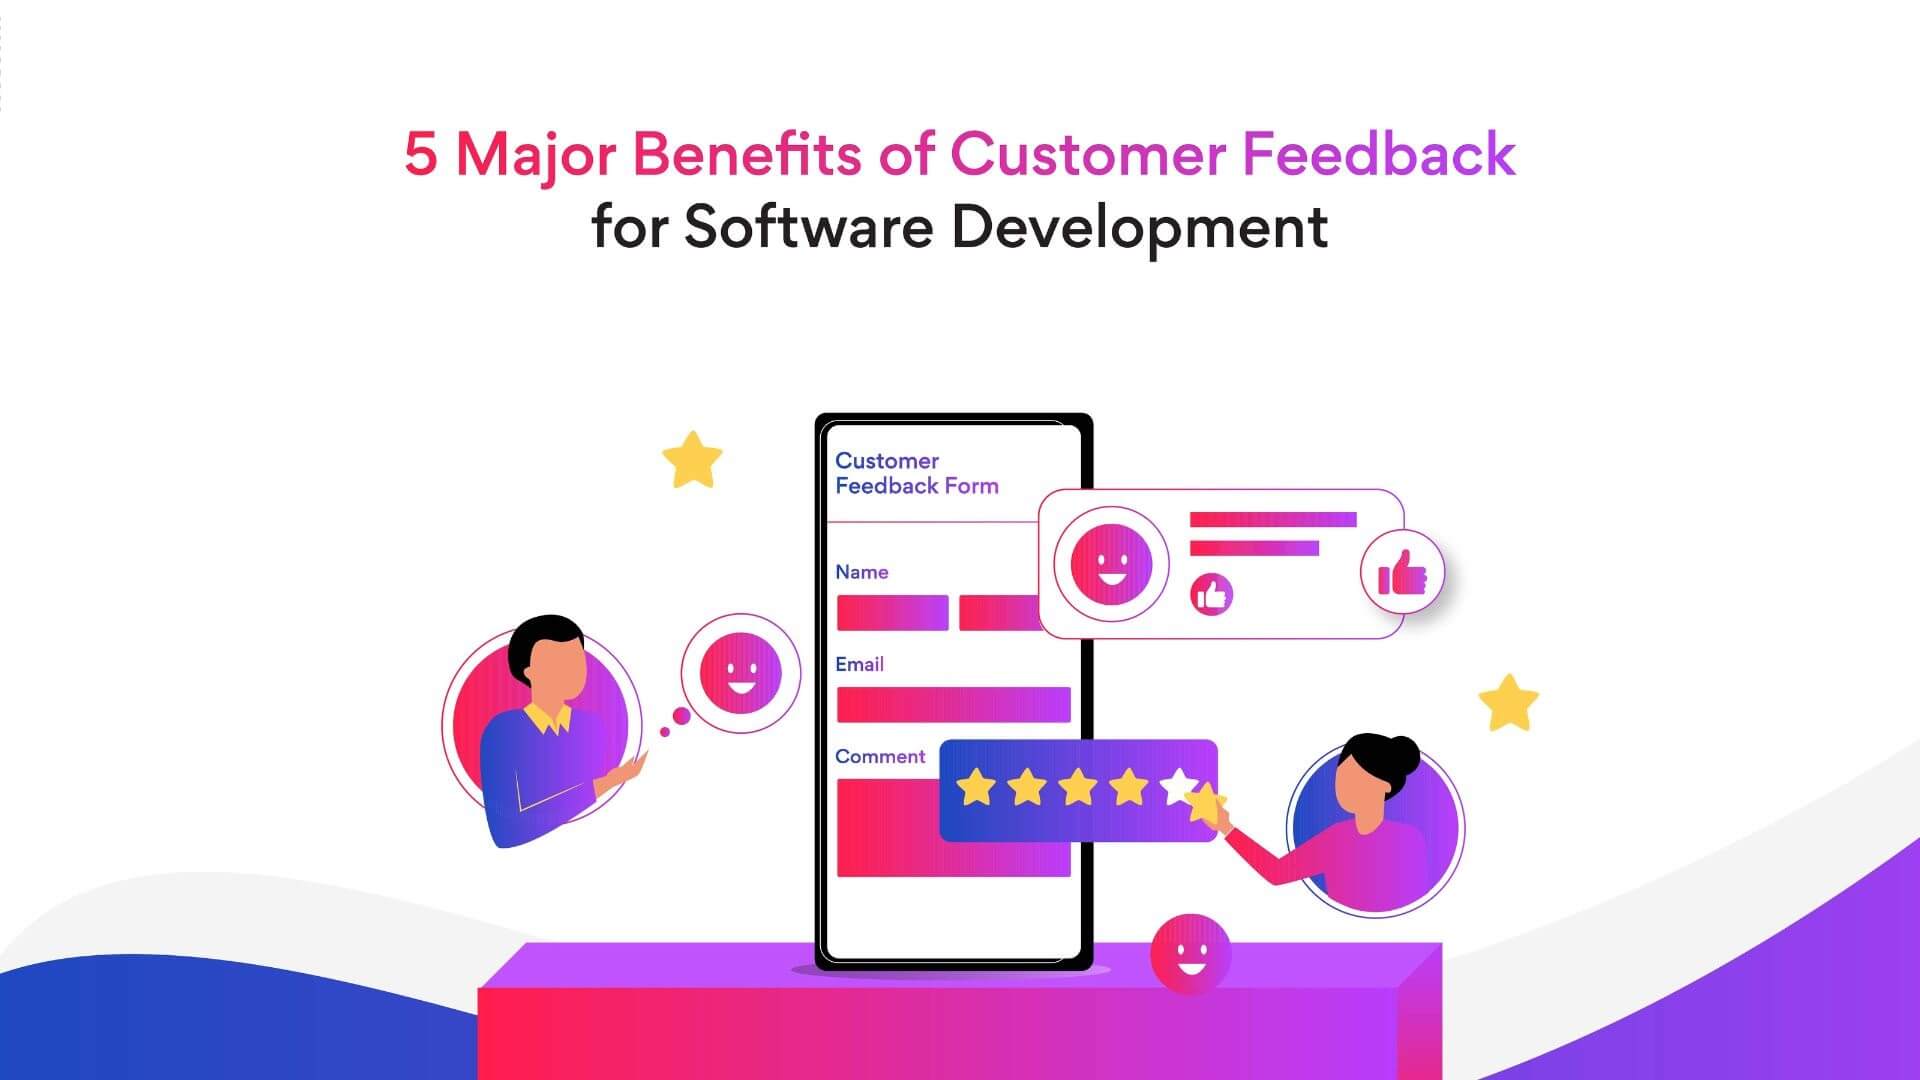 5 Major Benefits of Customer Feedback
for Software Development
Customer
Feedback Form
Name
Email
Comment